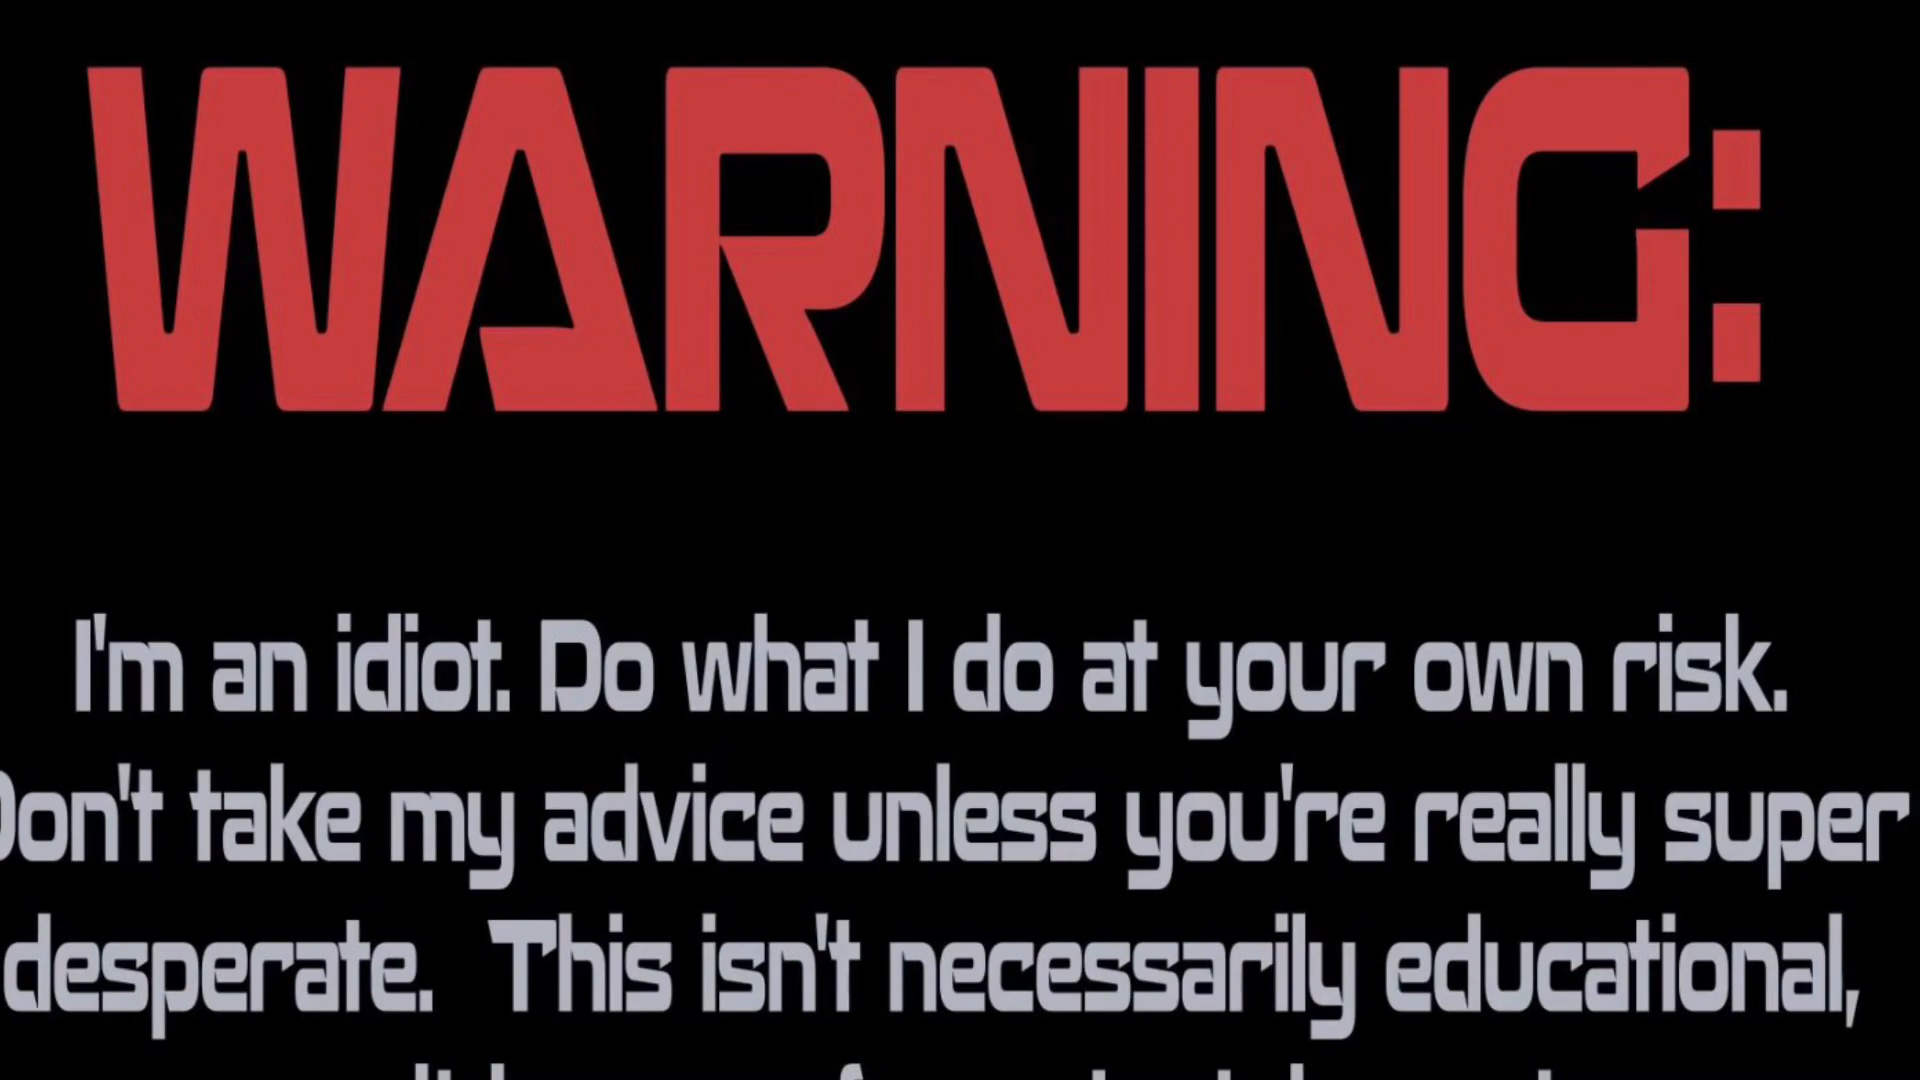 WARNING:
I'm an idiot. Do what I do at your own risk.
Don't take my advice unless you're really super
desperate. This isn't necessarily educational,